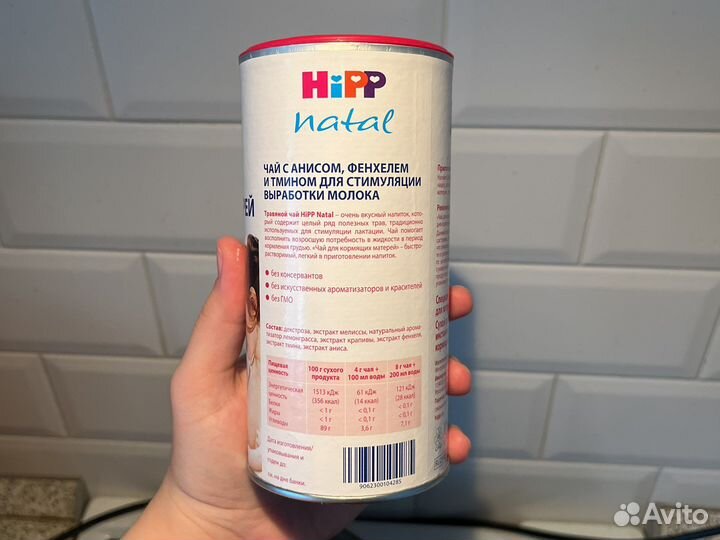 HiPP
natal
ЧАЙ С АНИСОМ, ФЕНХЕЛЕМ
И ТМИНОМ ДЛЯ СТИМУЛЯЦИИ
ВЫРАБОТКИ МОЛОКА
Травяной чай HiPP Natal – очень вкусный напиток, кото-
рый содержит целый ряд полезных трав, традиционно
используемых для стимуляции лактации. Чай помогает
восполнить возросшую потребность в жидкости в период
кормления грудью. «Чай для кормящих матерей» – быстро-
растворимый, легкий в приготовлении напиток.
• без консервантов
• без искусственных ароматизаторов и красителей
• без ГМО
Состав: декстроза, экстракт мелиссы, натуральный арома-
тизатор лемонграсса, экстракт крапивы, экстракт фенхеля,
экстракт тмина, экстракт аниса.
Пищевая ценность 100 г сухого продукта 4 г чая + 100 мл воды 8 г чая + 200 мл воды
Энергетическая ценность 1513 кДж (356 ккал) 61 кДж (14 ккал) 121 кДж (28 ккал)
Белки < 1 г < 0,1 г < 0,1 г
Жиры < 1 г < 0,1 г < 0,1 г
Углеводы 89 г 3,6 г 7,1 г
Дата изготовления/
упаковывания и
годен до
см. на дне банки.
9062300104285
Avito